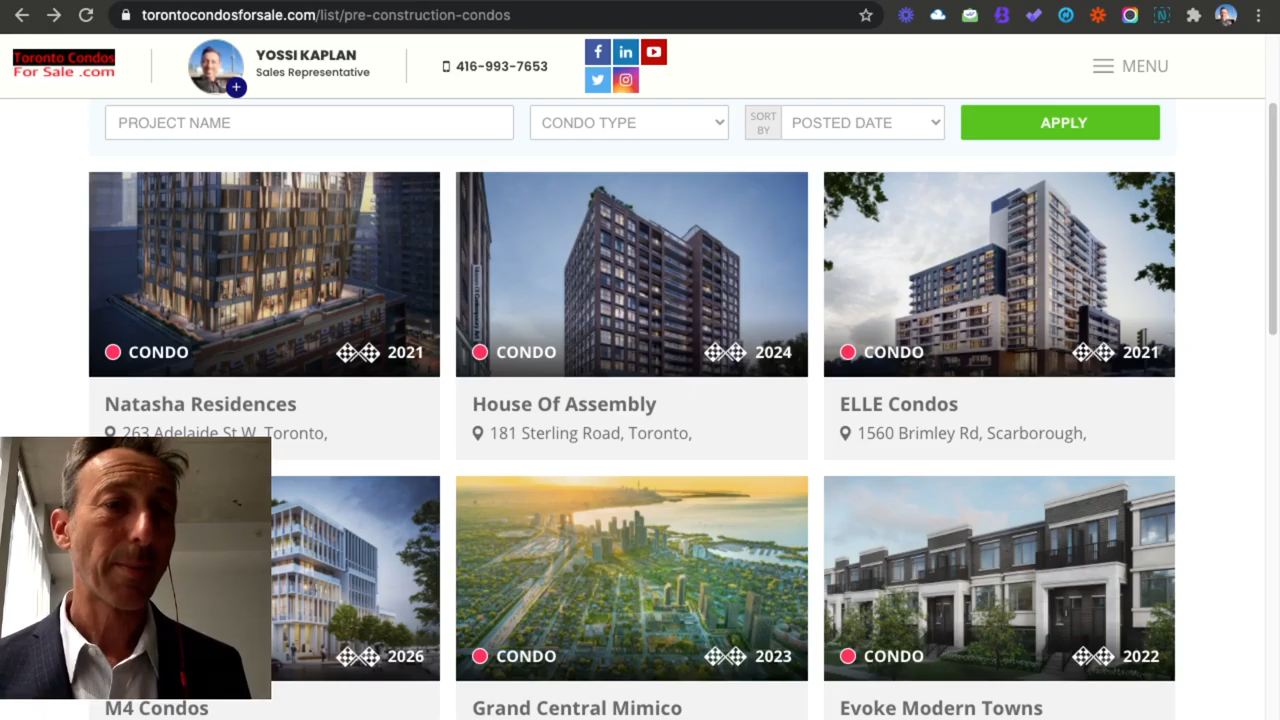 torontocondosforsale.com/list/pre-construction-condos
Toronto Condos
For Sale .com
YOSSI KAPLAN
Sales Representative
416-993-7653
MENU
PROJECT NAME
CONDO TYPE
SORT BY
POSTED DATE
APPLY
CONDO
2021
Natasha Residences
263 Adelaide St W, Toronto,
CONDO
2024
House Of Assembly
181 Sterling Road, Toronto,
CONDO
2021
ELLE Condos
1560 Brimley Rd, Scarborough,
2026
M4 Condos
CONDO
2023
Grand Central Mimico
CONDO
2022
Evoke Modern Towns